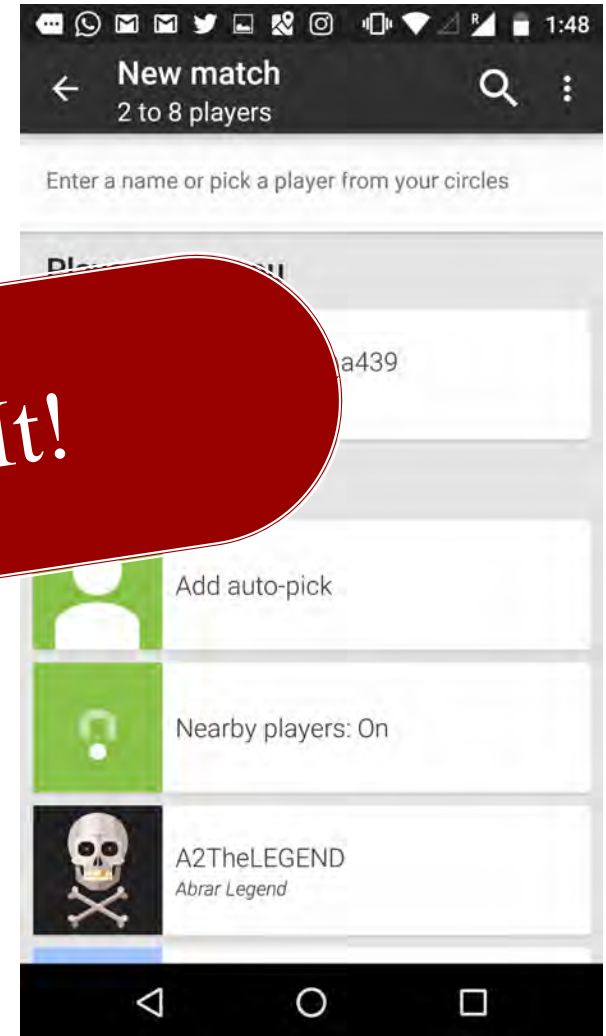 1:48
New match
2 to 8 players
Enter a name or pick a player from your circles
a439
It!
Add auto-pick
Nearby players: On
A2TheLEGEND
Abrar Legend